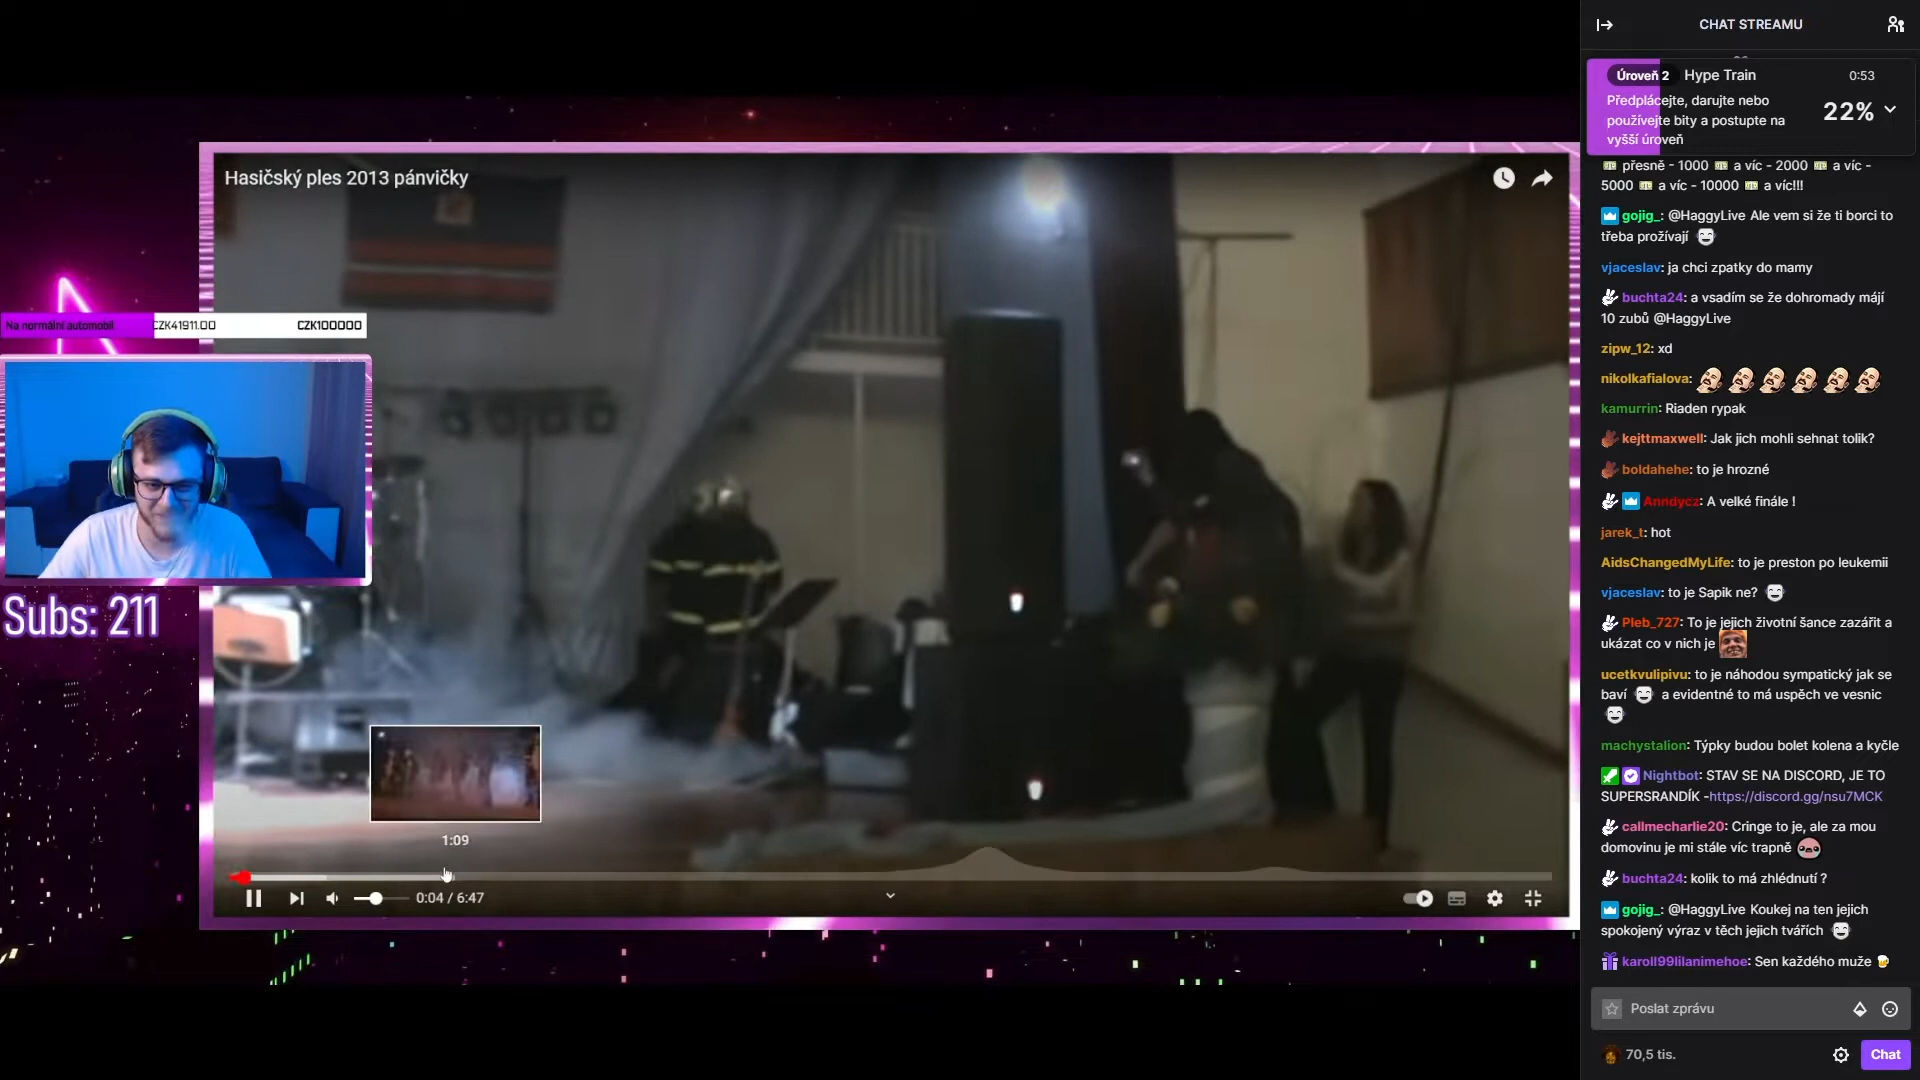 Hasičský ples 2013 pánvičky
Na normální automobil CZK41911.00 CZK100000
Subs: 211
1:09
0:04 / 6:47
CHAT STREAMU
Úroveň 2 Hype Train 0:53
Předplácejte, darujte nebo
používejte bity a postupte na
vyšší úroveň
22%
přesně - 1000 a víc - 2000 a víc -
5000 a víc - 10000 a víc!!!
gojig_: @HaggyLive Ale vem si že ti borci to
třeba prožívají
vjaceslav: ja chci zpatky do mamy
buchta24: a vsadím se že dohromady májí
10 zubů @HaggyLive
zipw_12: xd
nikolkafialova:
kamurrin: Riaden rypak
kejttmaxwell: Jak jich mohli sehnat tolik?
boldahehe: to je hrozné
Anndycz: A velké finále !
jarek_t: hot
AidsChangedMyLife: to je preston po leukemii
vjaceslav: to je Sapik ne?
Pleb_727: To je jejich životní šance zazářit a
ukázat co v nich je
ucetkvulipivu: to je náhodou sympatický jak se
baví a evidentné to má uspěch ve vesnic
machystalion: Týpky budou bolet kolena a kyčle
Nightbot: STAV SE NA DISCORD, JE TO
SUPERSRANDÍK -https://discord.gg/nsu7MCK
callmecharlie20: Cringe to je, ale za mou
domovinu je mi stále víc trapně
buchta24: kolik to má zhlédnutí ?
gojig_: @HaggyLive Koukej na ten jejich
spokojený výraz v těch jejich tvářích
karoll99lilanimehoe: Sen každého muže
Poslat zprávu
70,5 tis.
Chat